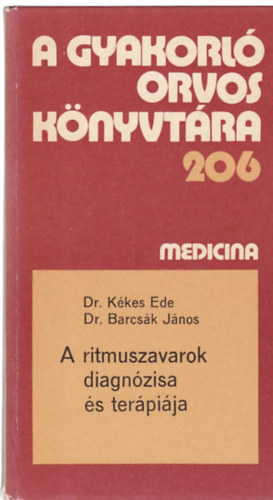 A GYAKORLÓ
ORVOS
KÖNYVTÁRA
206
MEDICINA
Dr. Kékes Ede
Dr. Barcsák János
A ritmuszavarok
diagnózisa
és terápiája